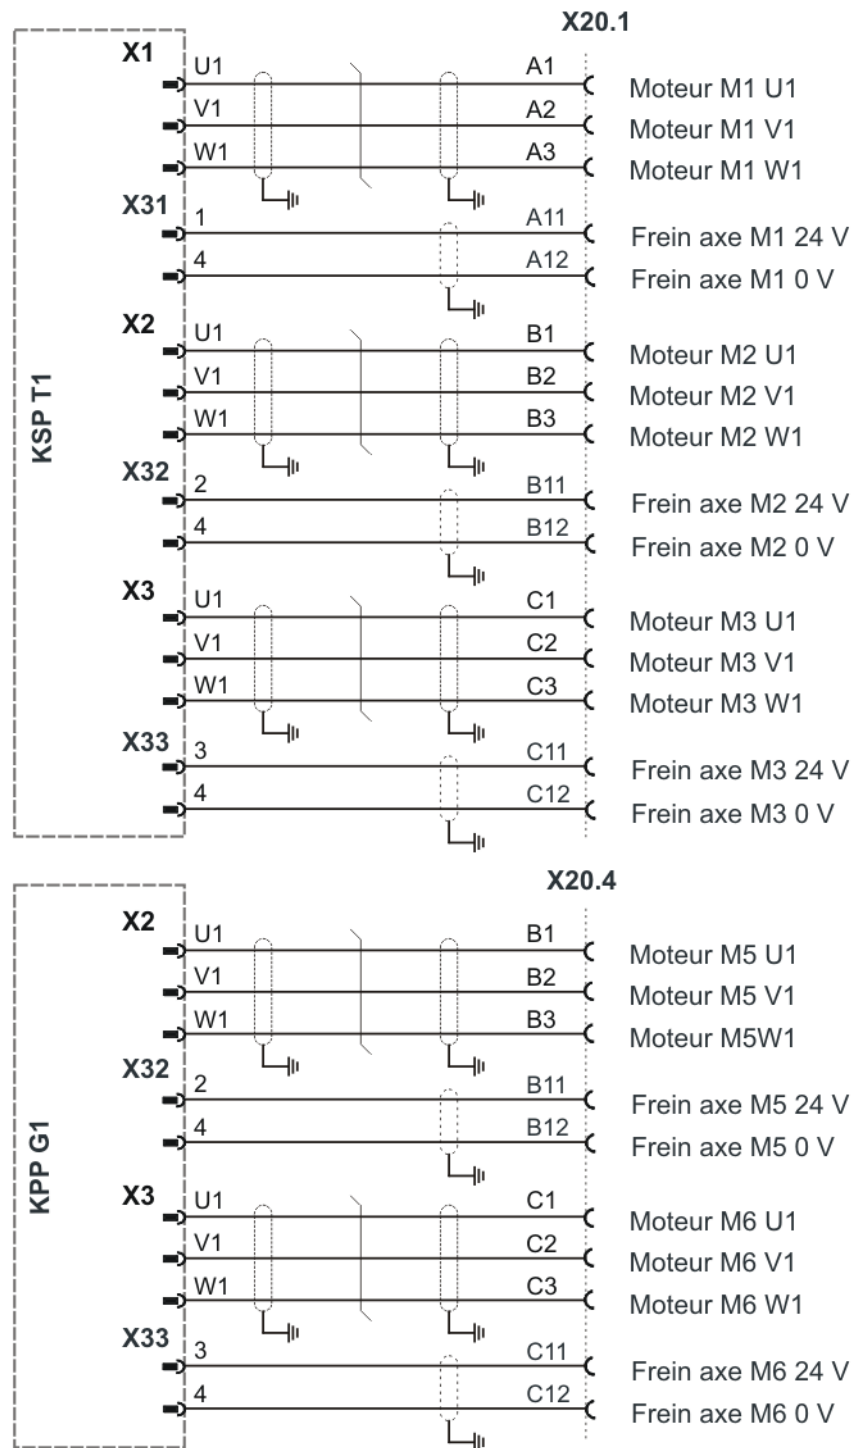 X20.1
KSP T1
X1
U1 A1 Moteur M1 U1
V1 A2 Moteur M1 V1
W1 A3 Moteur M1 W1
X31
1 A11 Frein axe M1 24 V
4 A12 Frein axe M1 0 V
X2
U1 B1 Moteur M2 U1
V1 B2 Moteur M2 V1
W1 B3 Moteur M2 W1
X32
2 B11 Frein axe M2 24 V
4 B12 Frein axe M2 0 V
X3
U1 C1 Moteur M3 U1
V1 C2 Moteur M3 V1
W1 C3 Moteur M3 W1
X33
3 C11 Frein axe M3 24 V
4 C12 Frein axe M3 0 V
X20.4
KPP G1
X2
U1 B1 Moteur M5 U1
V1 B2 Moteur M5 V1
W1 B3 Moteur M5W1
X32
2 B11 Frein axe M5 24 V
4 B12 Frein axe M5 0 V
X3
U1 C1 Moteur M6 U1
V1 C2 Moteur M6 V1
W1 C3 Moteur M6 W1
X33
3 C11 Frein axe M6 24 V
4 C12 Frein axe M6 0 V